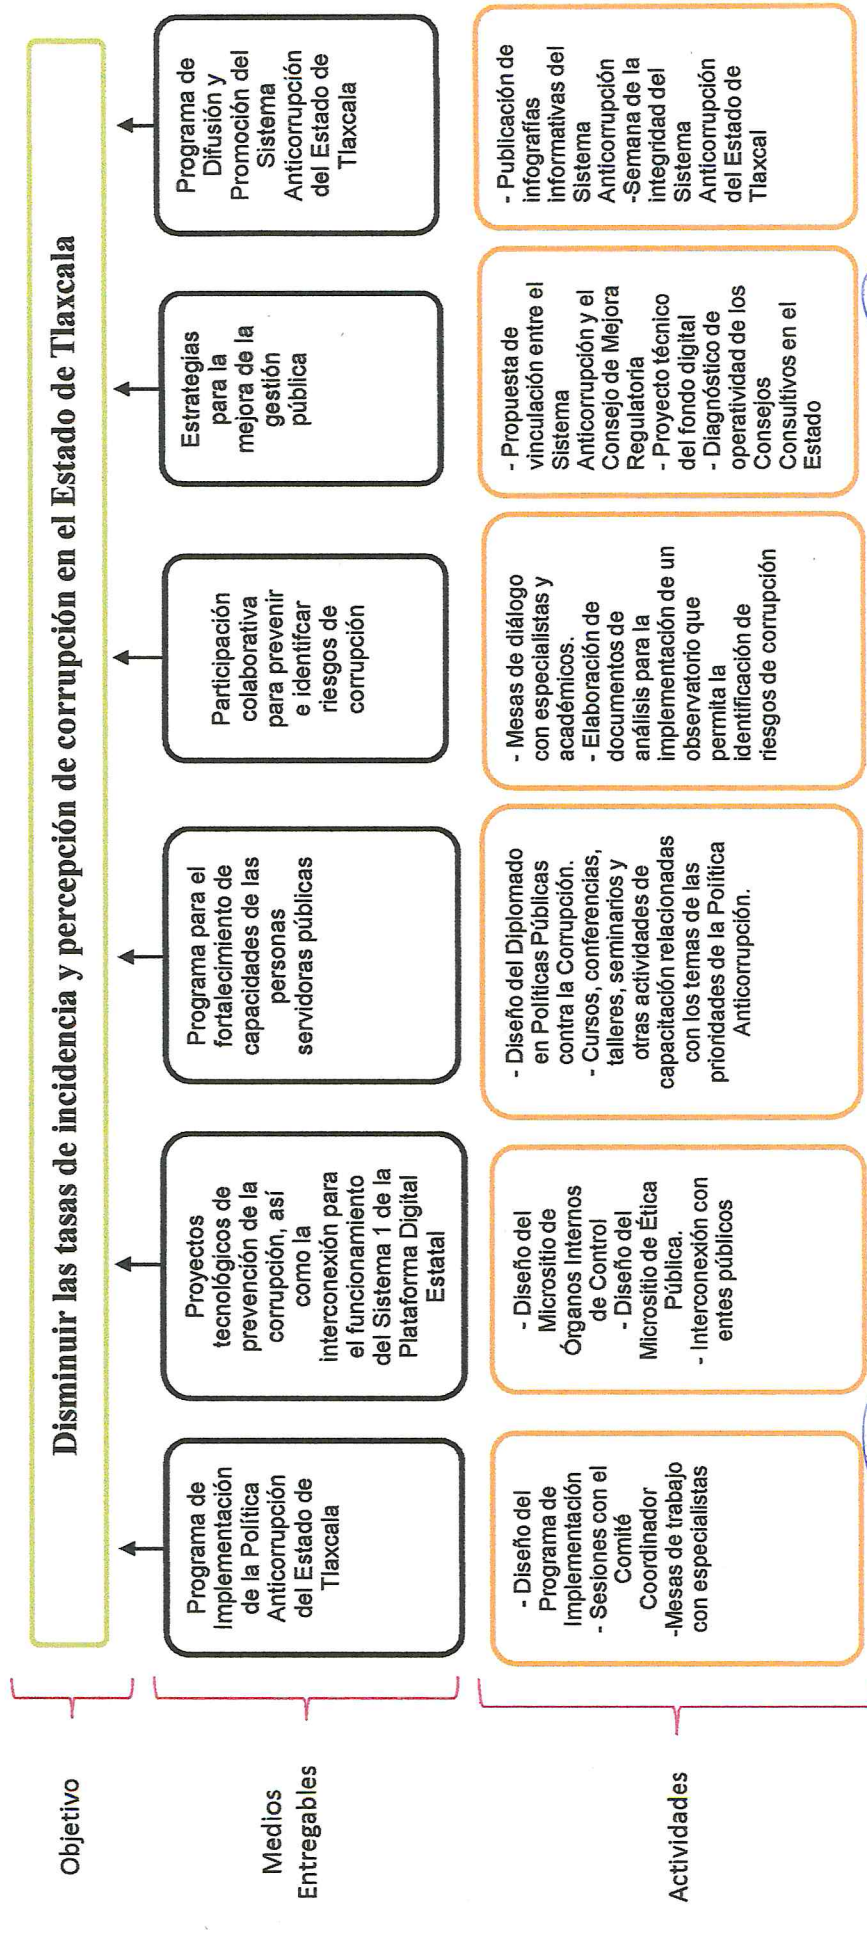 Objetivo
Disminuir las tasas de incidencia y percepción de corrupción en el Estado de Tlaxcala
Medios
Entregables
Programa de
Implementación
de la Política
Anticorrupción
del Estado de
Tlaxcala
Proyectos
tecnológicos de
prevención de la
corrupción, así
como la
interconexión para
el funcionamiento
del Sistema 1 de la
Plataforma Digital
Estatal
Programa para el
fortalecimiento de
capacidades de las
personas
servidoras públicas
Participación
colaborativa
para prevenir
e identifcar
riesgos de
corrupción
Estrategias
para la
mejora de la
gestión
pública
Programa de
Difusión y
Promoción del
Sistema
Anticorrupción
del Estado de
Tlaxcala
Actividades
- Diseño del
Programa de
Implementación
- Sesiones con el
Comité
Coordinador
-Mesas de trabajo
con especialistas
- Diseño del
Micrositio de
Órganos Internos
de Control
- Diseño del
Micrositio de Ética
Pública.
- Interconexión con
entes públicos
- Diseño del Diplomado
en Políticas Públicas
contra la Corrupción.
- Cursos, conferencias,
talleres, seminarios y
otras actividades de
capacitación relacionadas
con los temas de las
prioridades de la Política
Anticorrupción.
- Mesas de diálogo
con especialistas y
académicos.
- Elaboración de
documentos de
análisis para la
implementación de un
observatorio que
permita la
identificación de
riesgos de corrupción
- Propuesta de
vinculación entre el
Sistema
Anticorrupción y el
Consejo de Mejora
Regulatoria
- Proyecto técnico
del fondo digital
- Diagnóstico de
operatividad de los
Consejos
Consultivos en el
Estado
- Publicación de
infografías
informativas del
Sistema
Anticorrupción
-Semana de la
integridad del
Sistema
Anticorrupción
del Estado de
Tlaxcal